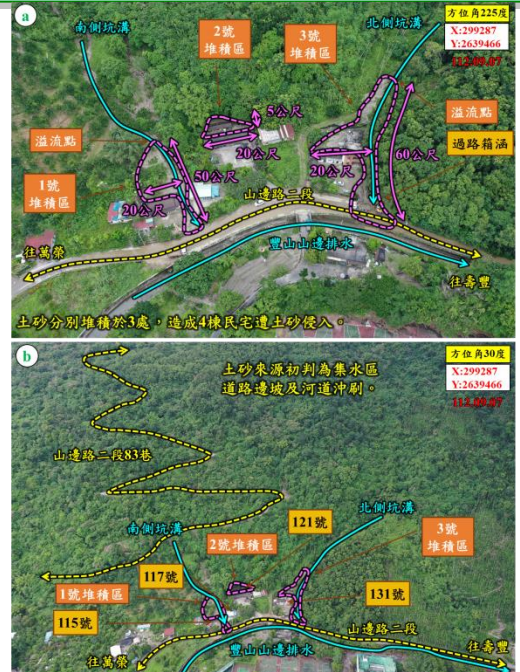 a
南側坑溝
2號
堆積區
3號
堆積區
北側坑溝
方位角225度
X:299287
Y:2639466
112.09.07
溢流點
5公尺
20公尺
50公尺
20公尺
1號
堆積區
溢流點
過路箱涵
20公尺
60公尺
山邊路二段
豐山山邊排水
往萬榮
往壽豐
土砂分別堆積於3處，造成4棟民宅遭土砂侵入。
b
土砂來源初判為集水區
道路邊坡及河道沖刷。
方位角30度
X:299287
Y:2639466
112.09.07
山邊路二段83巷
南側坑溝
121號
北側坑溝
2號堆積區
3號
堆積區
117號
1號堆積區
115號
131號
山邊路二段
往萬榮
豐山山邊排水
往壽豐